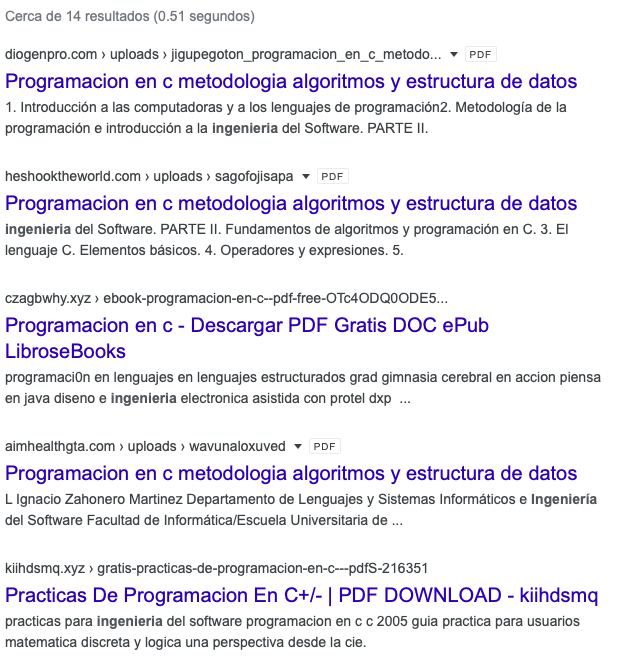 Cerca de 14 resultados (0.51 segundos)
diogenpro.com › uploads › jigupegoton_programacion_en_c_metodo... PDF
Programacion en c metodologia algoritmos y estructura de datos
1. Introducción a las computadoras y a los lenguajes de programación2. Metodología de la
programación e introducción a la ingenieria del Software. PARTE II.
heshooktheworld.com › uploads › sagofojisapa PDF
Programacion en c metodologia algoritmos y estructura de datos
ingenieria del Software. PARTE II. Fundamentos de algoritmos y programación en C. 3. El
lenguaje C. Elementos básicos. 4. Operadores y expresiones. 5.
czagbwhy.xyz › ebook-programacion-en-c--pdf-free-OTc4ODQ0ODE5...
Programacion en c - Descargar PDF Gratis DOC ePub
LibroseBooks
programaci0n en lenguajes en lenguajes estructurados grad gimnasia cerebral en accion piensa
en java diseno e ingenieria electronica asistida con protel dxp ...
aimhealthgta.com › uploads › wavunaloxuved PDF
Programacion en c metodologia algoritmos y estructura de datos
L Ignacio Zahonero Martinez Departamento de Lenguajes y Sistemas Informáticos e Ingeniería
del Software Facultad de Informática/Escuela Universitaria de ...
kiihdsmq.xyz › gratis-practicas-de-programacion-en-c---pdfS-216351
Practicas De Programacion En C+/- | PDF DOWNLOAD - kiihdsmq
practicas para ingenieria del software programacion en c c 2005 guia practica para usuarios
matematica discreta y logica una perspectiva desde la cie.